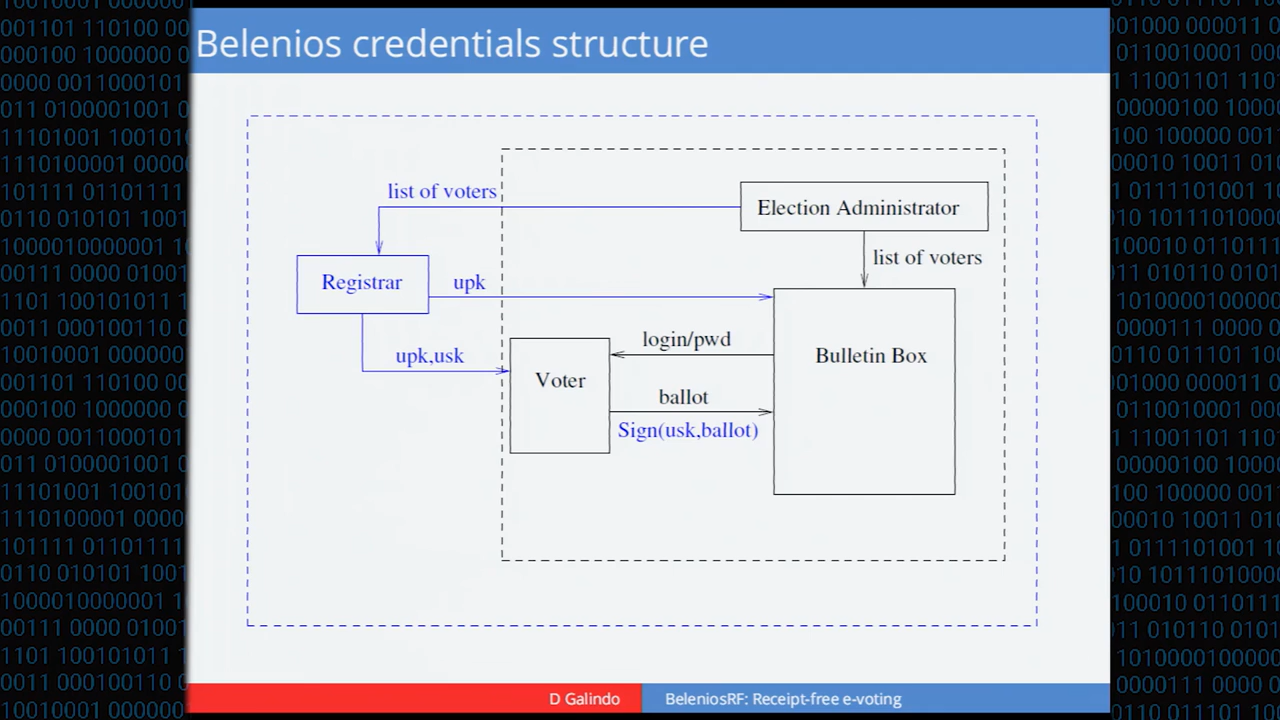 Belenios credentials structure
list of voters
Election Administrator
list of voters
Registrar
upk
upk,usk
login/pwd
Bulletin Box
Voter
ballot
Sign(usk,ballot)
D Galindo
BeleniosRF: Receipt-free e-voting